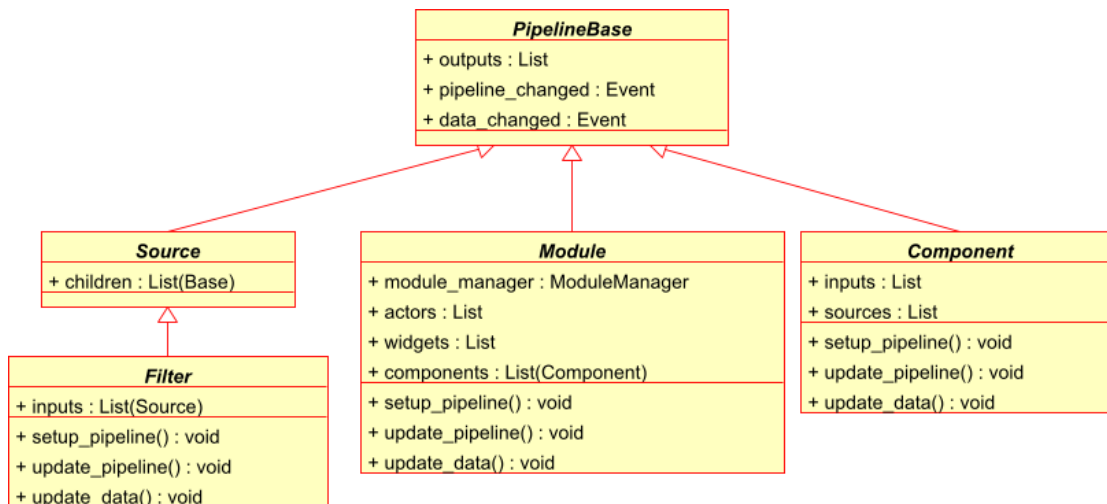 PipelineBase
+ outputs : List
+ pipeline_changed : Event
+ data_changed : Event
Source
+ children : List(Base)
Module
+ module_manager : ModuleManager
+ actors : List
+ widgets : List
+ components : List(Component)
+ setup_pipeline() : void
+ update_pipeline() : void
+ update_data() : void
Component
+ inputs : List
+ sources : List
+ setup_pipeline() : void
+ update_pipeline() : void
+ update_data() : void
Filter
+ inputs : List(Source)
+ setup_pipeline() : void
+ update_pipeline() : void
+ update_data() : void